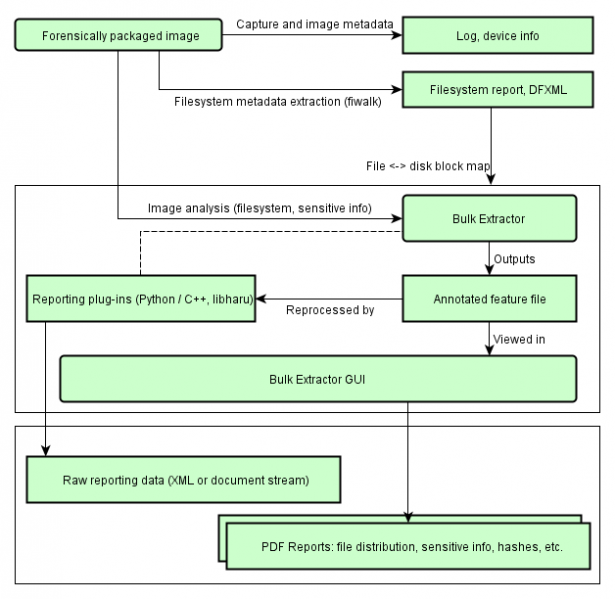 Forensically packaged image
Capture and image metadata
Log, device info
Filesystem metadata extraction (fiwalk)
Filesystem report, DFXML
File <-> disk block map
Image analysis (filesystem, sensitive info)
Bulk Extractor
Outputs
Reporting plug-ins (Python / C++, libharu)
Reprocessed by
Annotated feature file
Viewed in
Bulk Extractor GUI
Raw reporting data (XML or document stream)
PDF Reports: file distribution, sensitive info, hashes, etc.